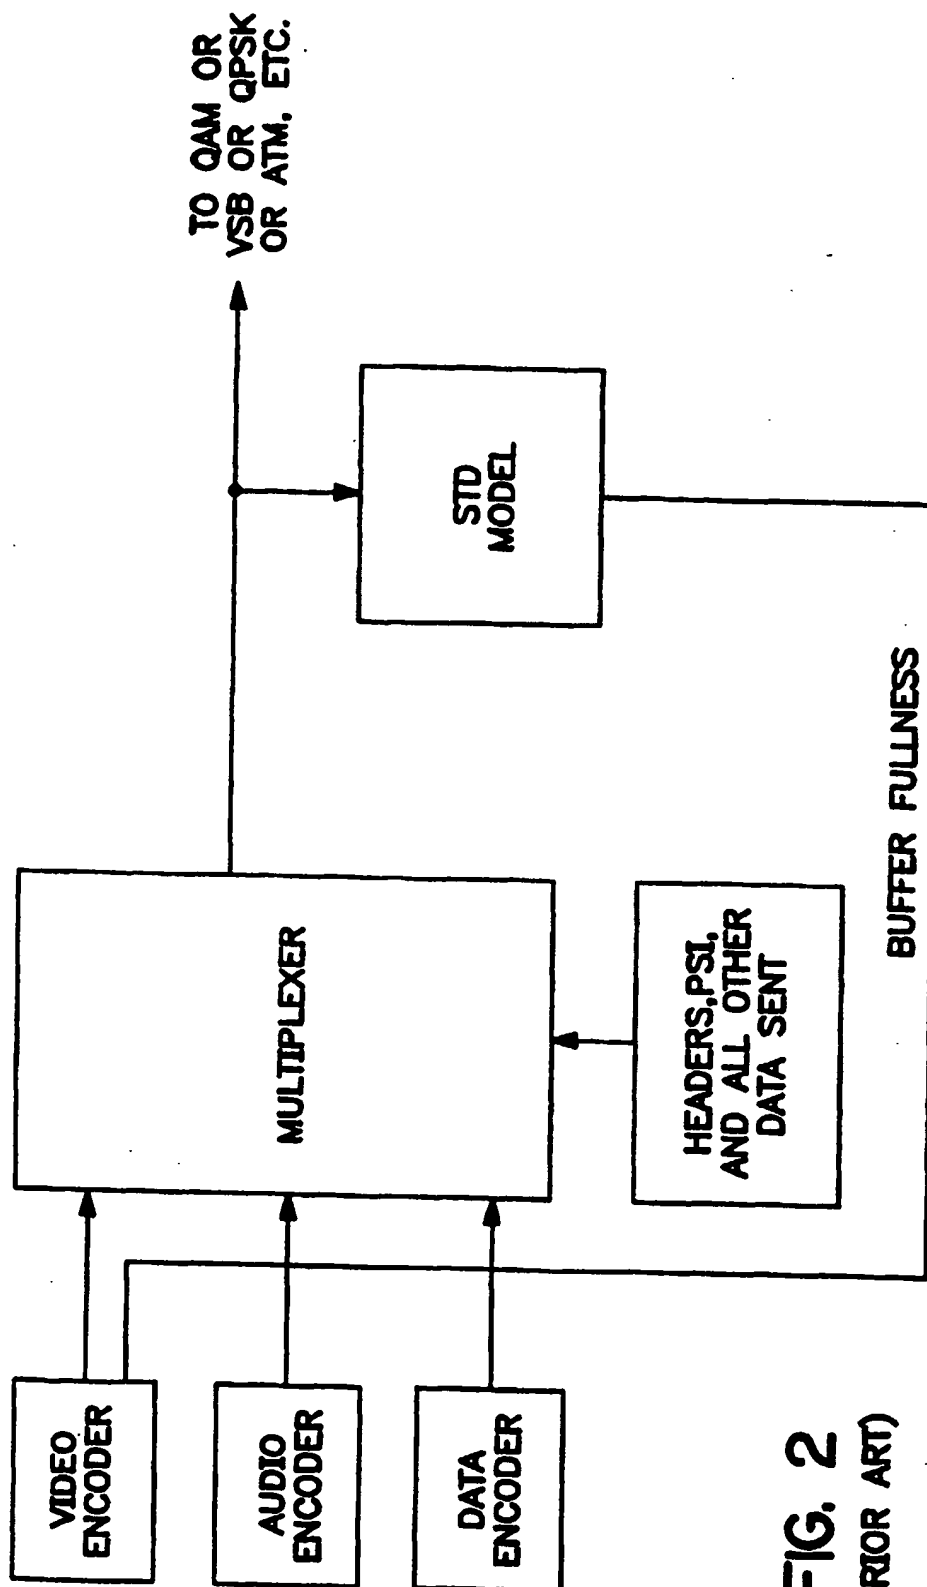 VIDEO
ENCODER
AUDIO
ENCODER
DATA
ENCODER
MULTIPLEXER
HEADERS,PSI,
AND ALL OTHER
DATA SENT
STD
MODEL
BUFFER FULLNESS
TO QAM OR
VSB OR QPSK
OR ATM, ETC.
FIG. 2
RIOR ART)